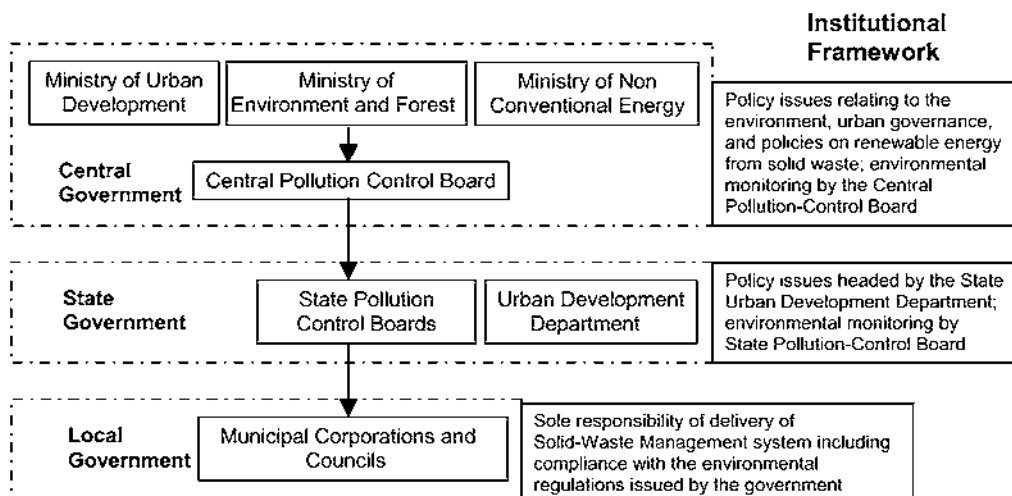 Institutional
Framework
Ministry of Urban
Development
Ministry of
Environment and Forest
Ministry of Non
Conventional Energy
Policy issues relating to the
environment, urban governance,
and policies on renewable energy
from solid waste; environmental
monitoring by the Central
Pollution-Control Board
Central
Government
Central Pollution Control Board
State
Government
State Pollution
Control Boards
Urban Development
Department
Policy issues headed by the State
Urban Development Department;
environmental monitoring by
State Pollution-Control Board
Local
Government
Municipal Corporations and
Councils
Sole responsibility of delivery of
Solid-Waste Management system including
compliance with the environmental
regulations issued by the government